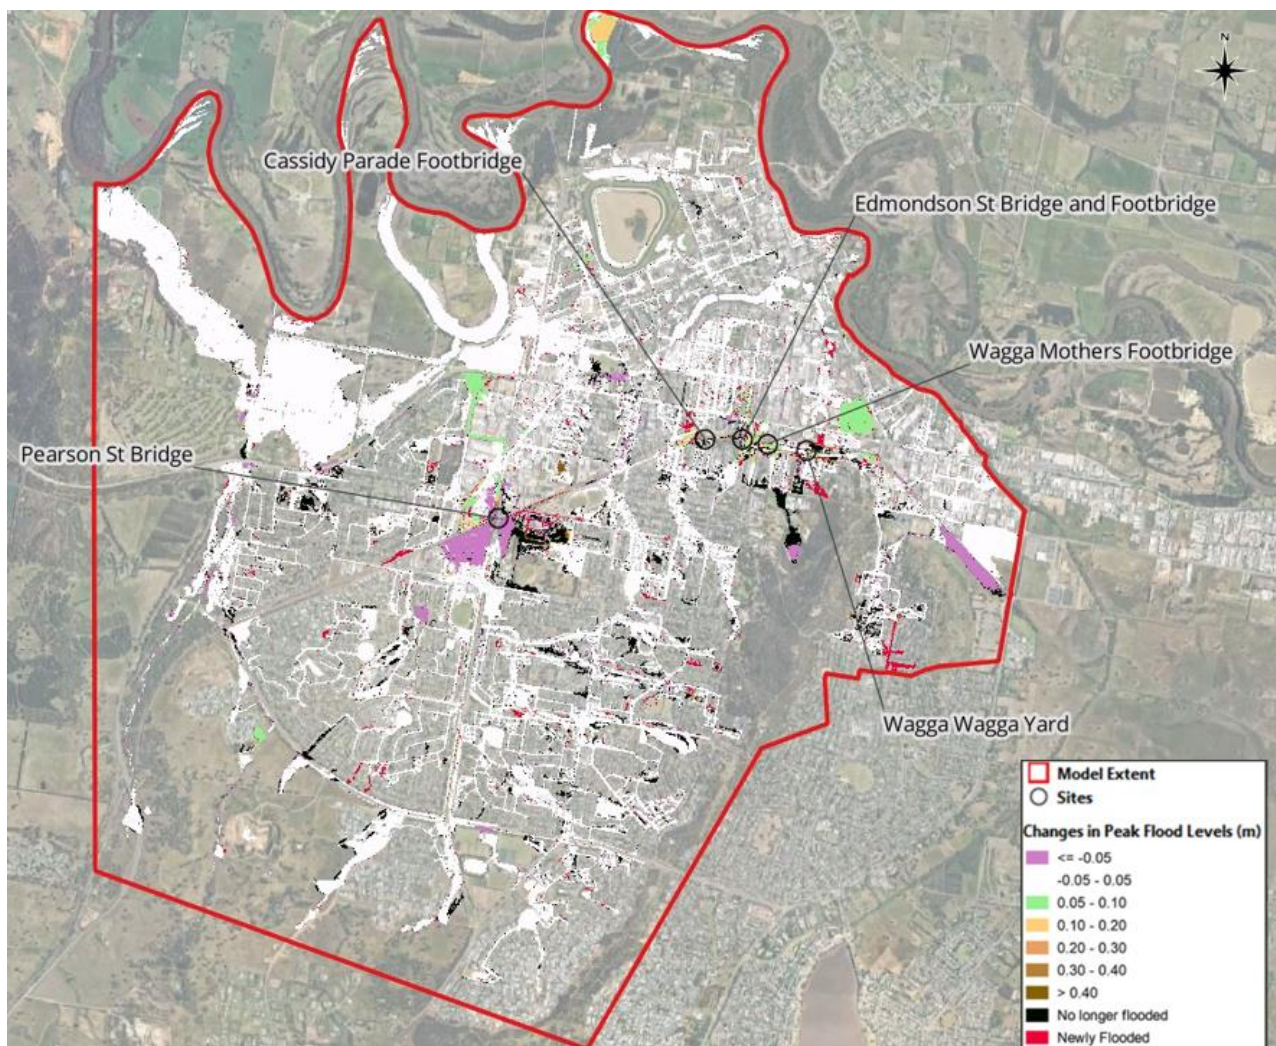 N
Cassidy Parade Footbridge
Edmondson St Bridge and Footbridge
Wagga Mothers Footbridge
Pearson St Bridge
Wagga Wagga Yard
Model Extent
Sites
Changes in Peak Flood Levels (m)
<= -0.05
-0.05 - 0.05
0.05 - 0.10
0.10 - 0.20
0.20 - 0.30
0.30 - 0.40
> 0.40
No longer flooded
Newly Flooded